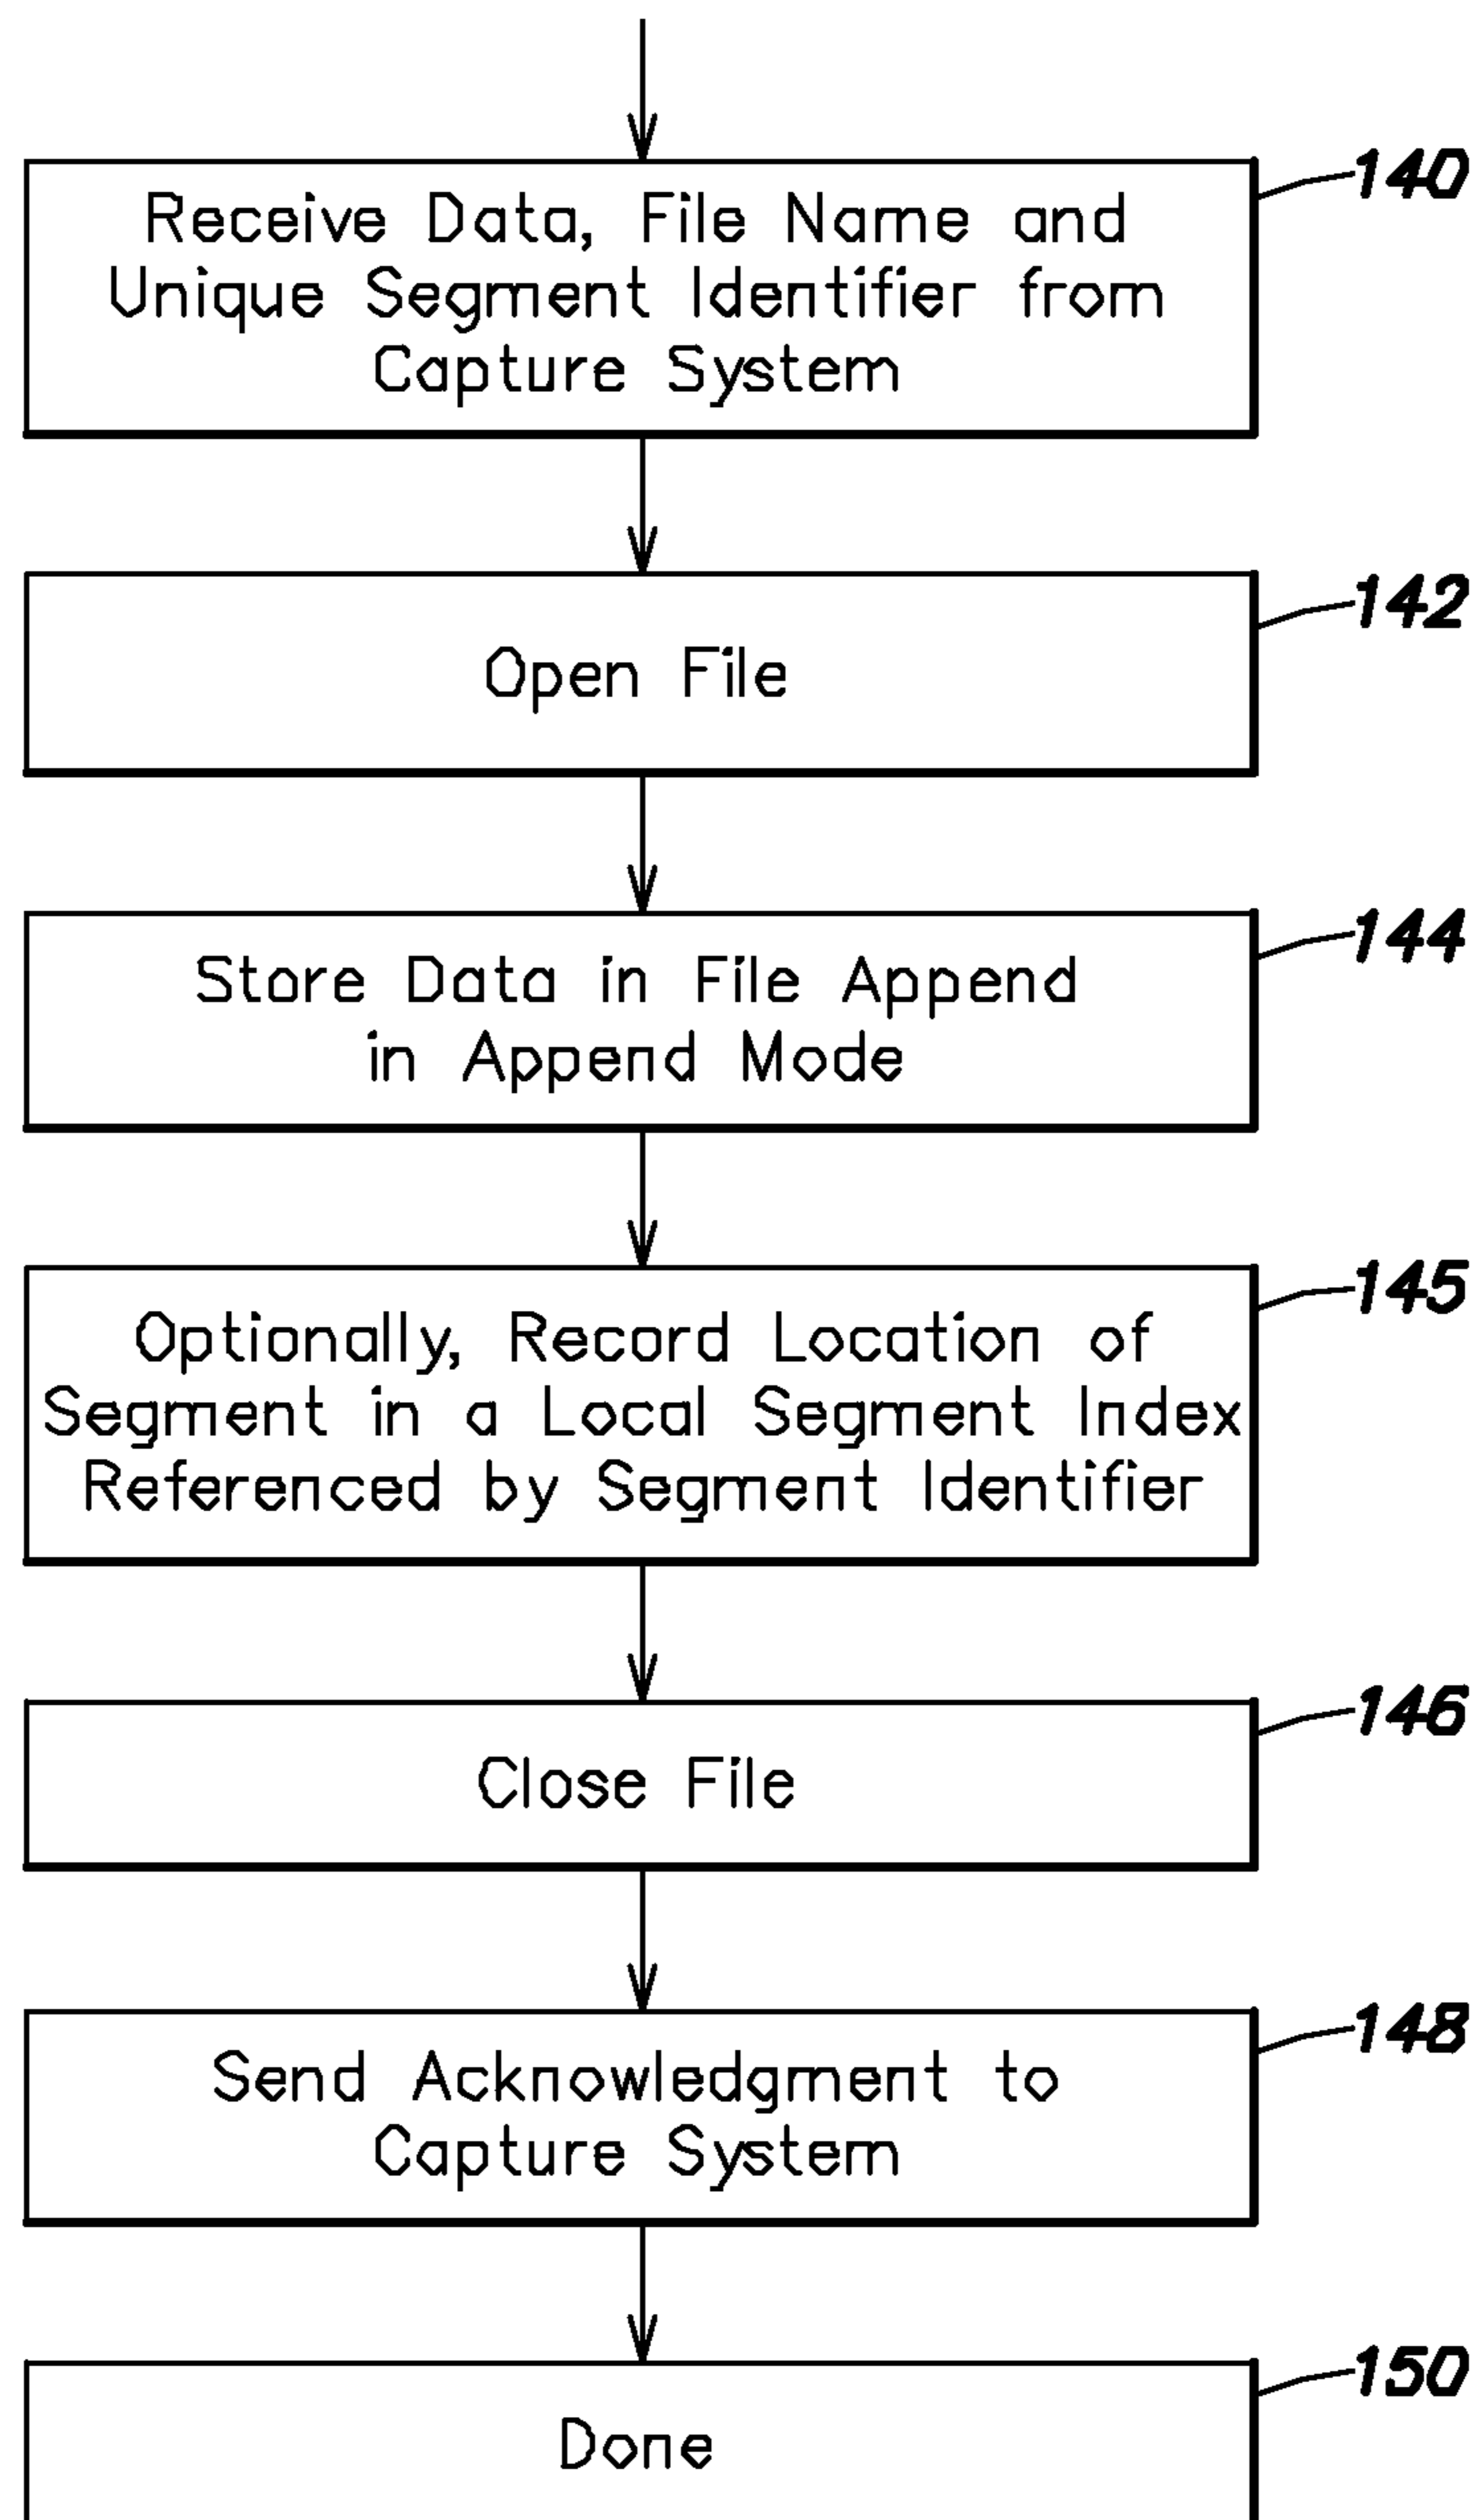 140
Receive Data, File Name and
Unique Segment Identifier from
Capture System
142
Open File
144
Store Data in File Append
in Append Mode
145
Optionally, Record Location of
Segment in a Local Segment Index
Referenced by Segment Identifier
146
Close File
148
Send Acknowledgment to
Capture System
150
Done